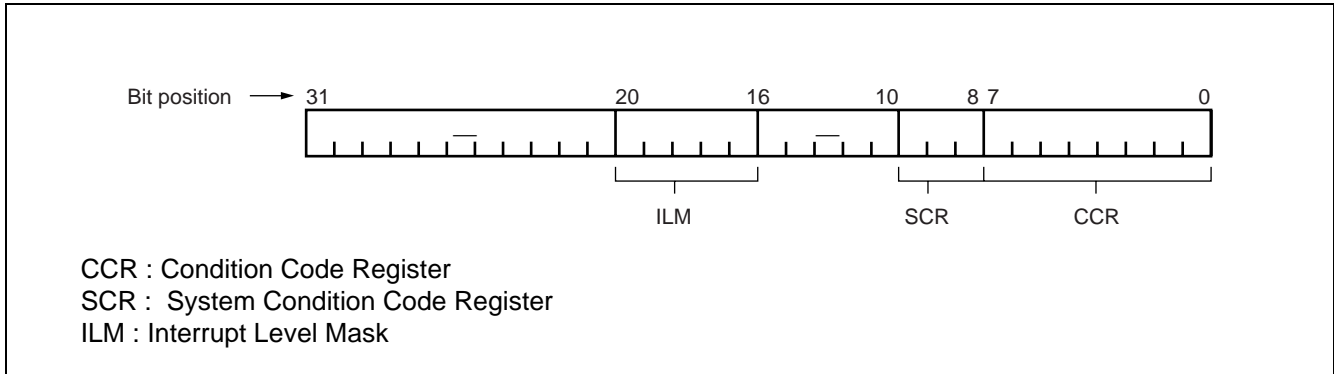 Bit position 31 20 16 10 8 7 0
— —
ILM SCR CCR
CCR : Condition Code Register
SCR : System Condition Code Register
ILM : Interrupt Level Mask